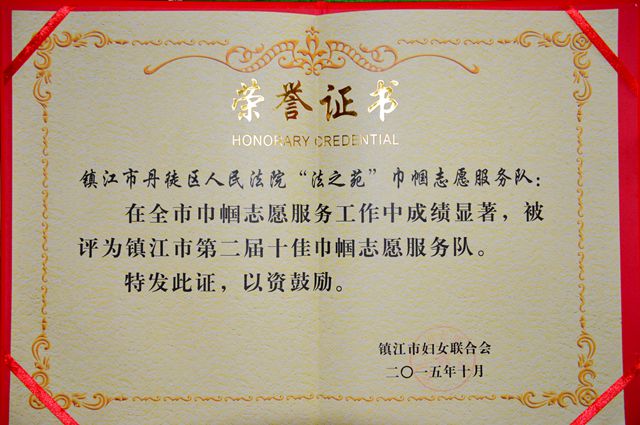 荣誉证书
HONORARY CREDENTIAL
镇江市丹徒区人民法院“法之苑”巾帼志愿服务队：
在全市巾帼志愿服务工作中成绩显著，被
评为镇江市第二届十佳巾帼志愿服务队。
特发此证，以资鼓励。
镇江市妇女联合会
二〇一五年十月